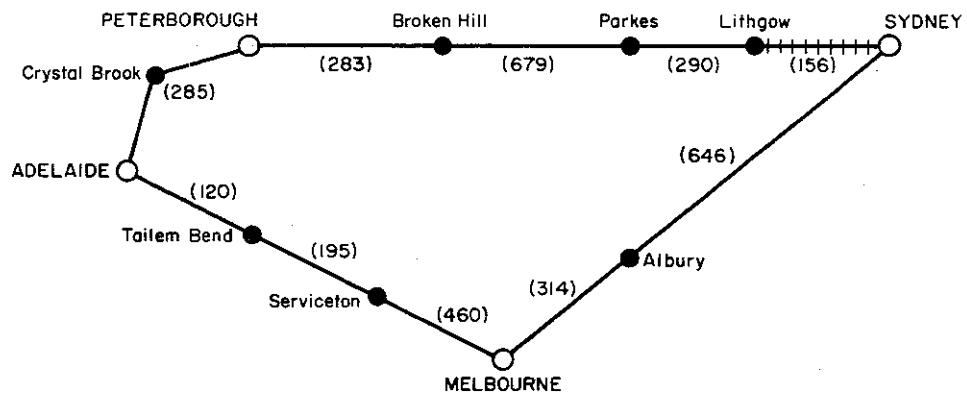 PETERBOROUGH
Broken Hill
Parkes
Lithgow
SYDNEY
Crystal Brook
(283)
(679)
(290)
(156)
(285)
(646)
ADELAIDE
(120)
Tailem Bend
(195)
Albury
Serviceton
(314)
(460)
MELBOURNE